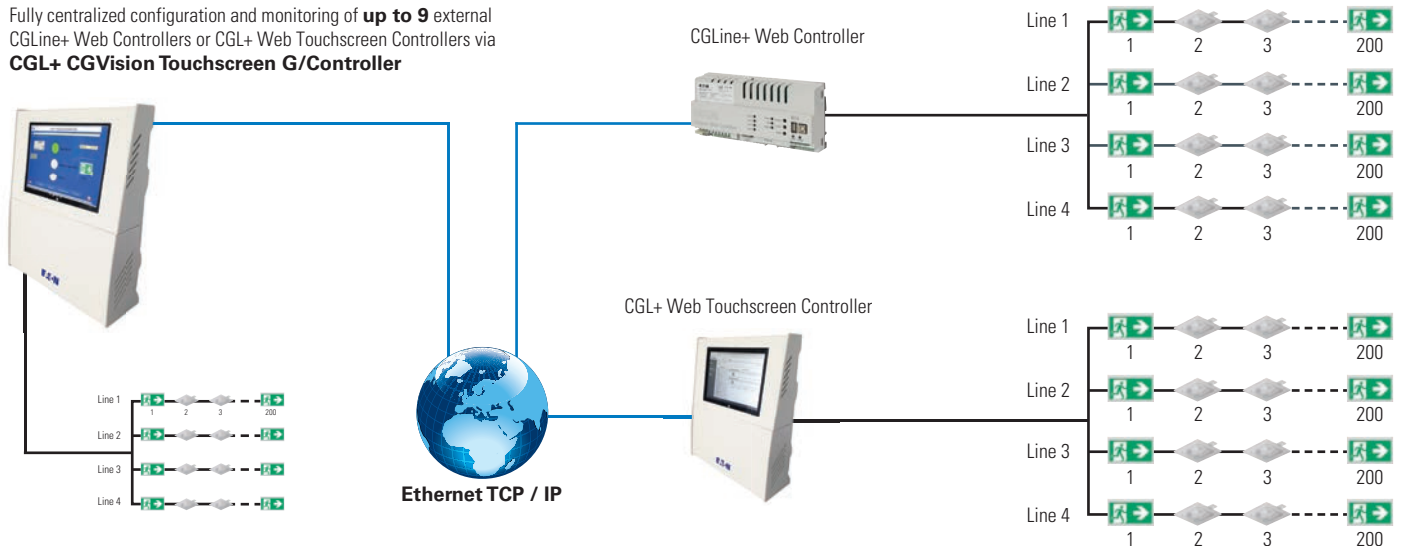 Fully centralized configuration and monitoring of up to 9 external
CGLine+ Web Controllers or CGL+ Web Touchscreen Controllers via
CGL+ CGVision Touchscreen G/Controller
CGLine+ Web Controller
Line 1
1 2 3 200
Line 2
1 2 3 200
Line 3
1 2 3 200
Line 4
1 2 3 200
EATON
CGL+ Web Touchscreen Controller
Line 1
1 2 3 200
Line 2
1 2 3 200
Line 3
1 2 3 200
Line 4
1 2 3 200
EATON
Line 1
1 2 3 200
Line 2
Line 3
Line 4
Ethernet TCP / IP